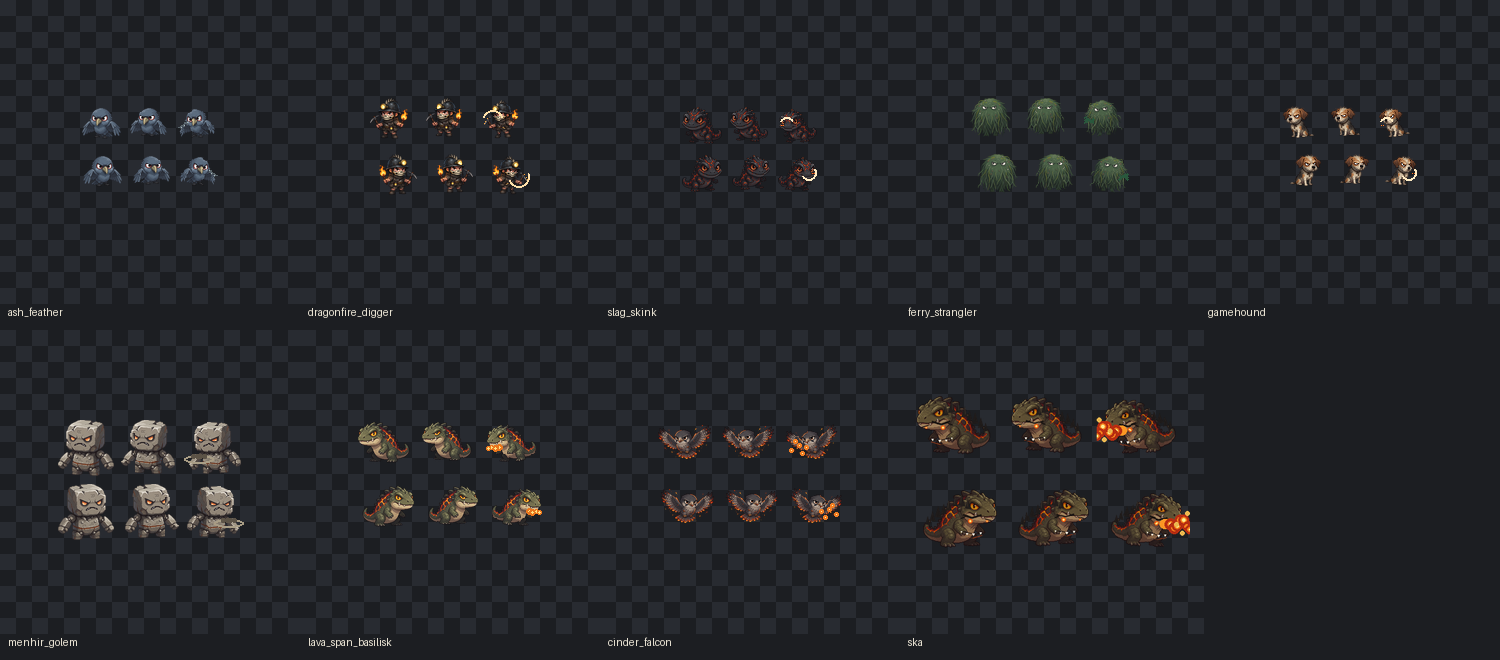 ash_feather
dragonfire_digger
slag_skink
ferry_strangler
gamehound
menhir_golem
lava_span_basilisk
cinder_falcon
ska